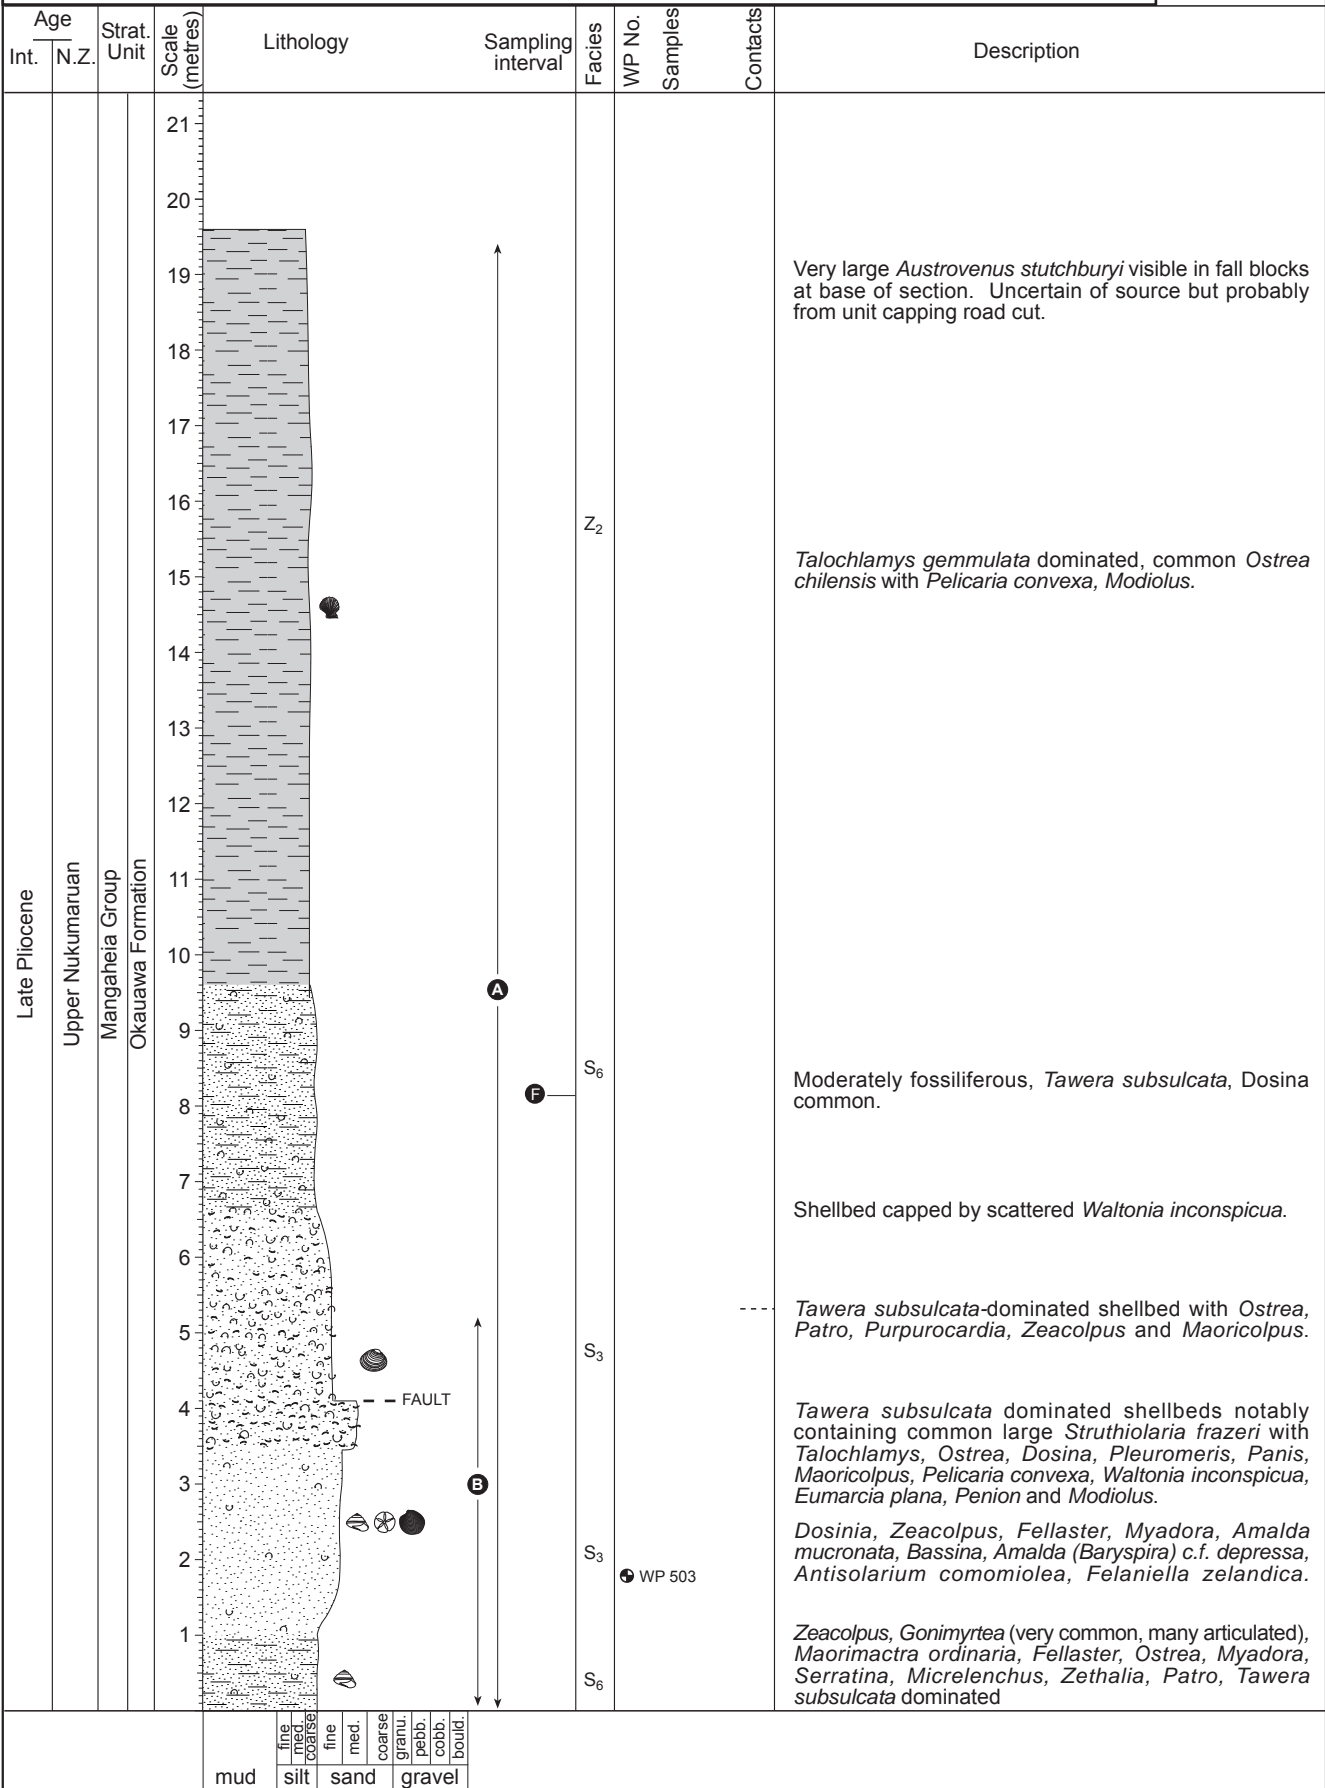 Age
Int.
N.Z.
Strat.
Unit
Scale
(metres)
Lithology
Sampling
interval
Facies
WP No.
Samples
Contacts
Description
21
20
19
18
17
16
15
14
13
12
11
10
9
8
7
6
5
4
3
2
1
Late Pliocene
Upper Nukumaruan
Mangaheia Group
Okauawa Formation
A
F
B
FAULT
Z2
S6
S3
S3
S6
WP 503
Very large Austrovenus stutchburyi visible in fall blocks
at base of section. Uncertain of source but probably
from unit capping road cut.
Talochlamys gemmulata dominated, common Ostrea
chilensis with Pelicaria convexa, Modiolus.
Moderately fossiliferous, Tawera subsulcata, Dosina
common.
Shellbed capped by scattered Waltonia inconspicua.
Tawera subsulcata-dominated shellbed with Ostrea,
Patro, Purpurocardia, Zeacolpus and Maoricolpus.
Tawera subsulcata dominated shellbeds notably
containing common large Struthiolaria frazeri with
Talochlamys, Ostrea, Dosina, Pleuromeris, Panis,
Maoricolpus, Pelicaria convexa, Waltonia inconspicua,
Eumarcia plana, Penion and Modiolus.
Dosinia, Zeacolpus, Fellaster, Myadora, Amalda
mucronata, Bassina, Amalda (Baryspira) c.f. depressa,
Antisolarium comomiolea, Felaniella zelandica.
Zeacolpus, Gonimyrtea (very common, many articulated),
Maorimactra ordinaria, Fellaster, Ostrea, Myadora,
Serratina, Micrelenchus, Zethalia, Patro, Tawera
subsulcata dominated
fine
med.
coarse
fine
med.
coarse
granu.
pebb.
cobb.
bould.
mud
silt
sand
gravel